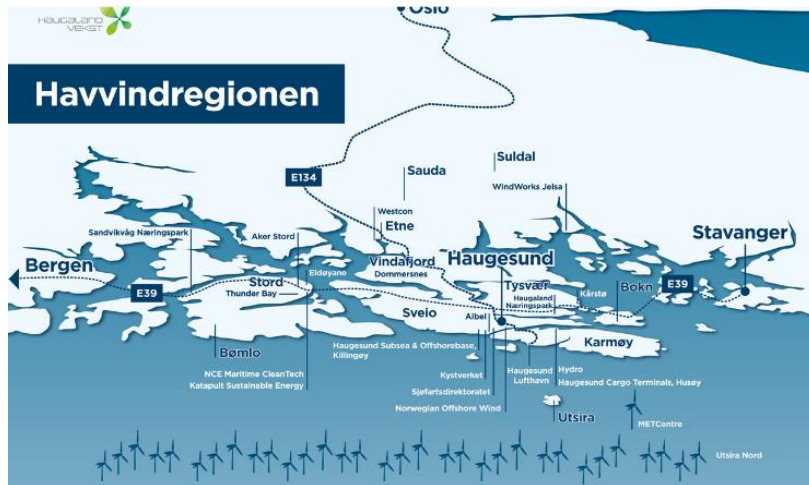 HAUGALAND
VEKST
Oslo
Havvindregionen
E134
Sauda
Suldal
WindWorks Jelsa
Westcon
Etne
Sandvikvåg Næringspark
Aker Stord
Stavanger
Bergen
Eldøyane
Vindafjord
Dommersnes
Haugesund
E39
Stord
Thunder Bay
Tysvær
Haugaland
Næringspark
Kårstø
Bokn
E39
Sveio
Aibel
Bømlo
Haugesund Subsea & Offshorebase,
Killingøy
Karmøy
NCE Maritime CleanTech
Katapult Sustainable Energy
Kystverket
Sjøfartsdirektoratet
Norwegian Offshore Wind
Haugesund
Lufthavn
Hydro
Haugesund Cargo Terminals, Husøy
Utsira
METCentre
Utsira Nord